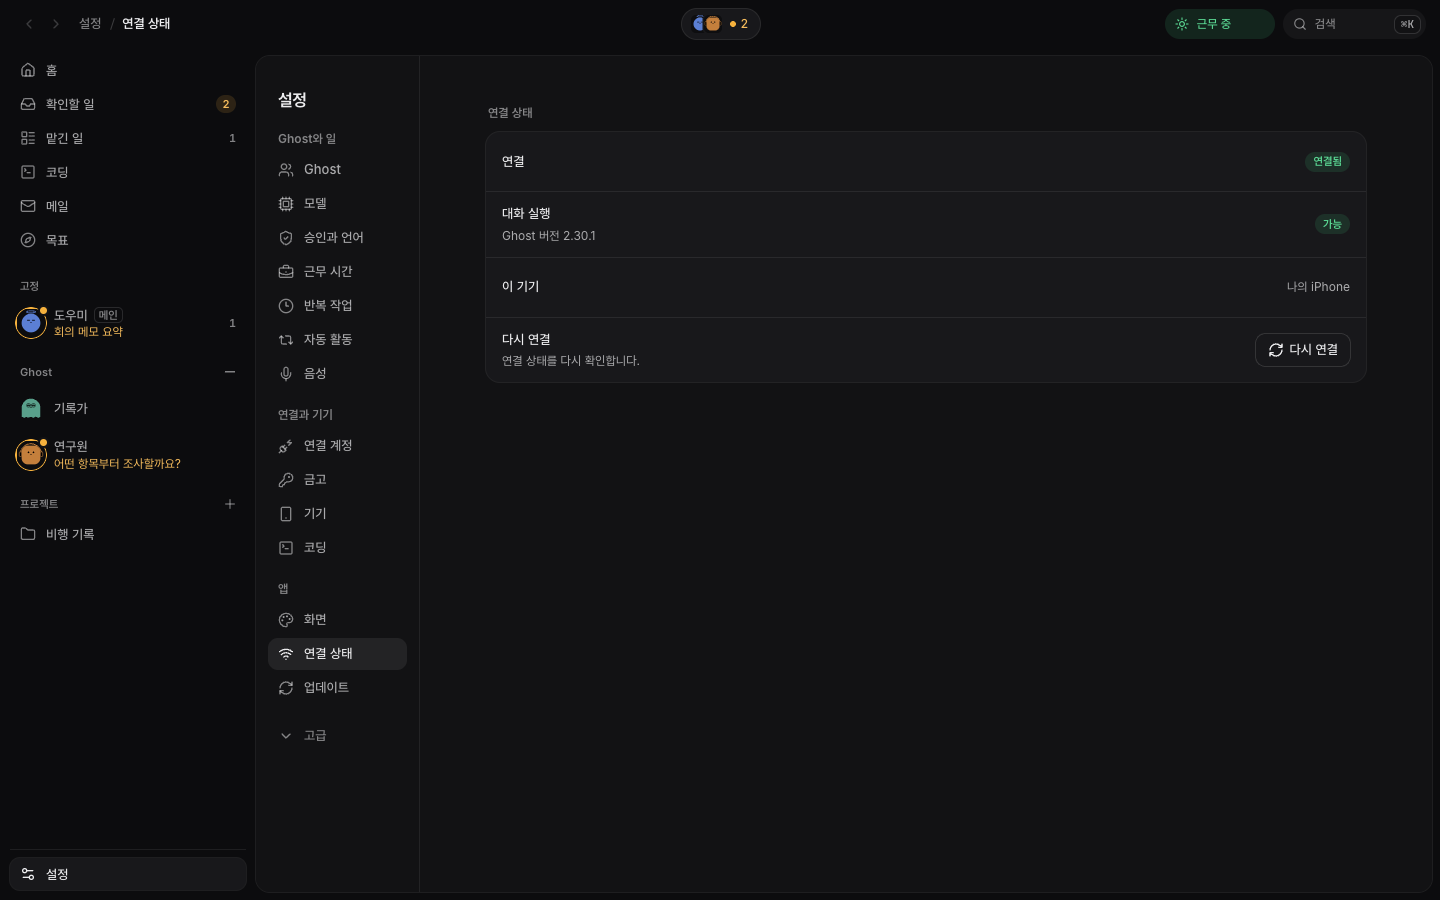 설정 / 연결 상태
2
근무 중
검색
⌘K
홈
확인할 일
2
맡긴 일
1
코딩
메일
목표
고정
도우미 메인
회의 메모 요약
1
Ghost
기록가
연구원
어떤 항목부터 조사할까요?
프로젝트
비행 기록
설정
설정
Ghost와 일
Ghost
모델
승인과 언어
근무 시간
반복 작업
자동 활동
음성
연결과 기기
연결 계정
금고
기기
코딩
앱
화면
연결 상태
업데이트
고급
연결 상태
연결
연결됨
대화 실행
Ghost 버전 2.30.1
가능
이 기기
나의 iPhone
다시 연결
연결 상태를 다시 확인합니다.
다시 연결